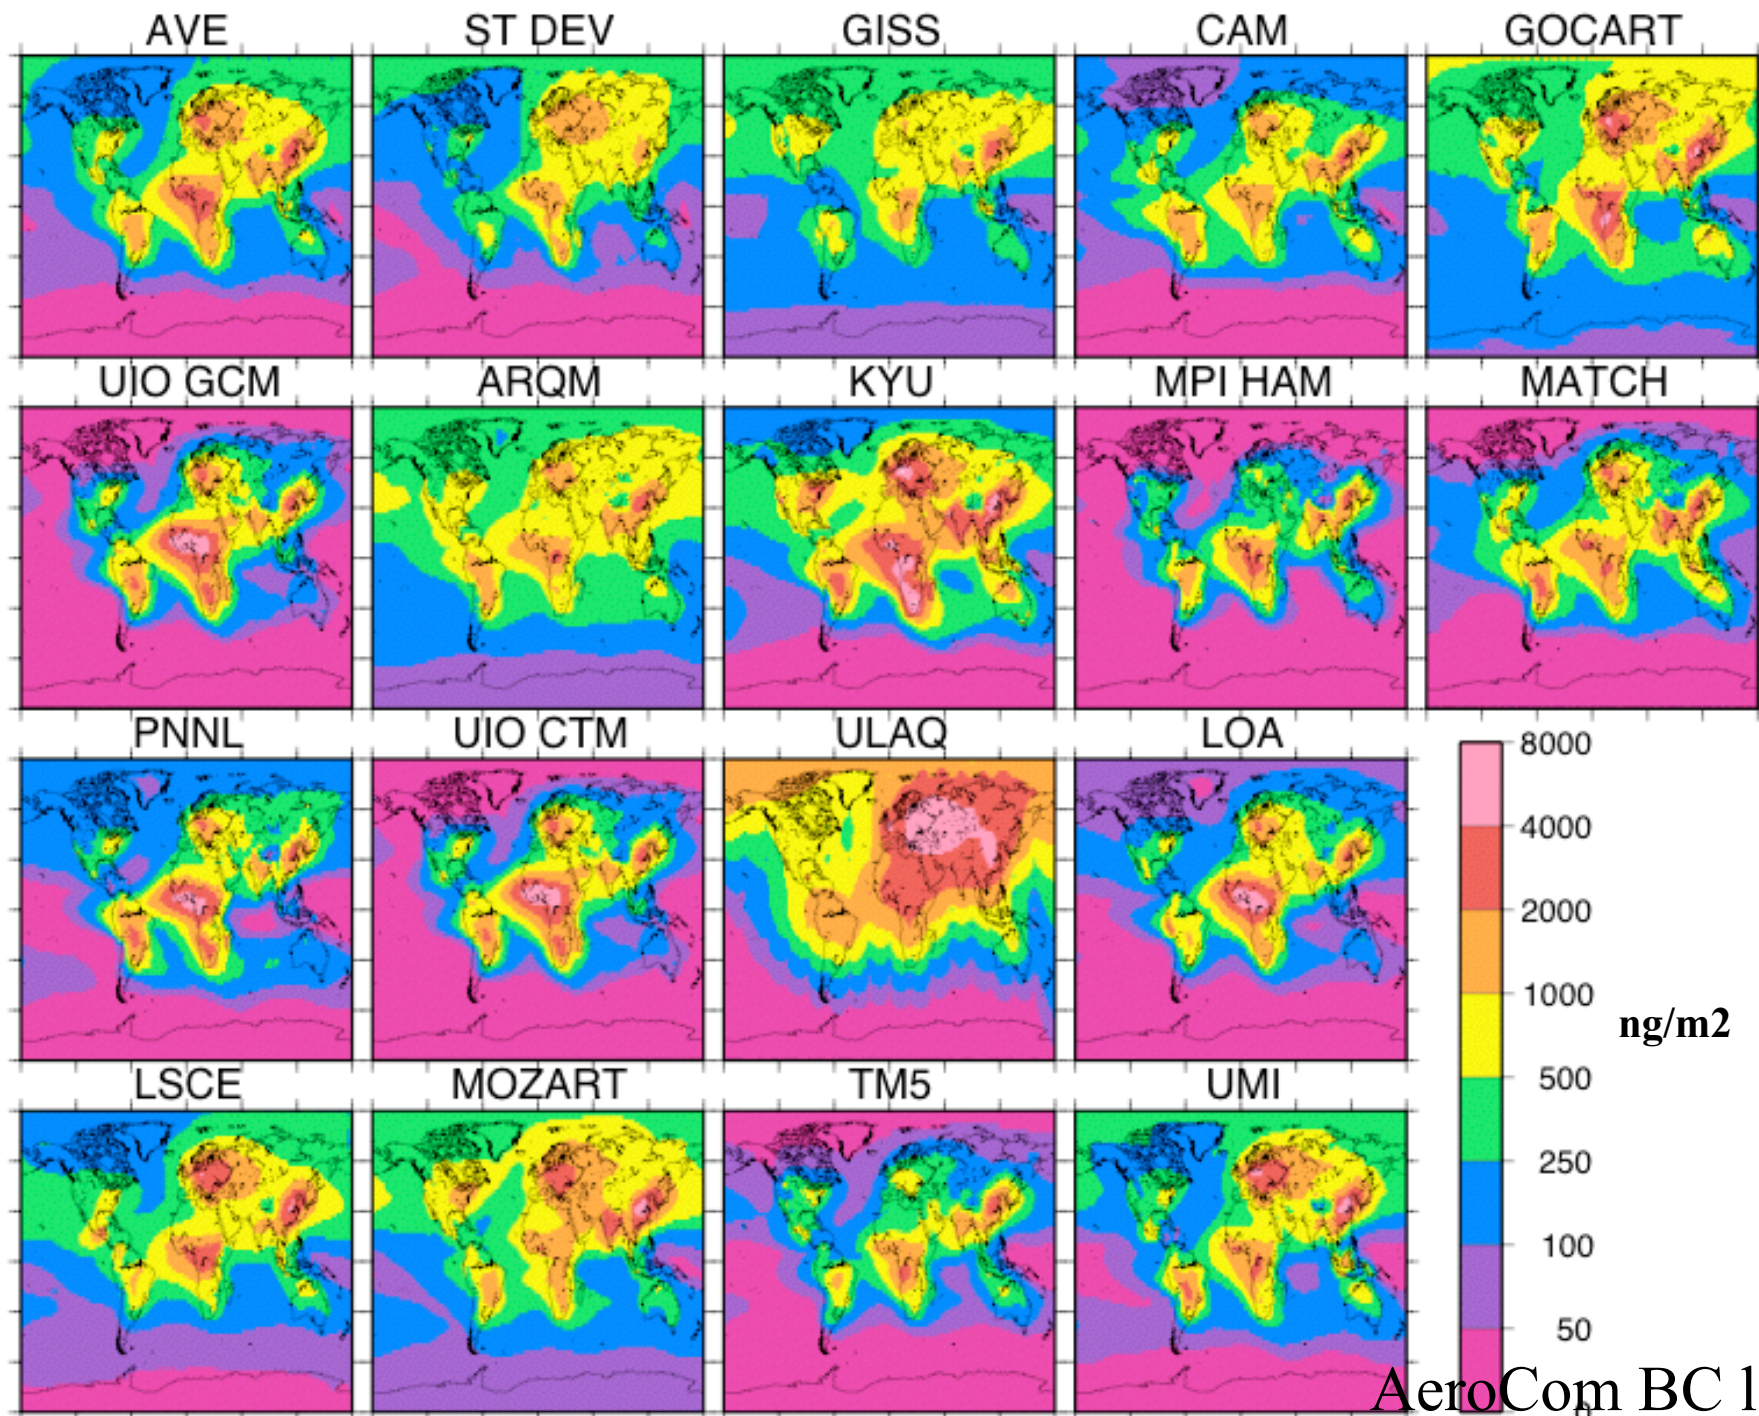 AVE ST DEV GISS CAM GOCART
UIO GCM ARQM KYU MPI HAM MATCH
PNNL UIO CTM ULAQ LOA
8000
4000
2000
1000
ng/m2
500
LSCE MOZART TM5 UMI
250
100
50
AeroCom BC l